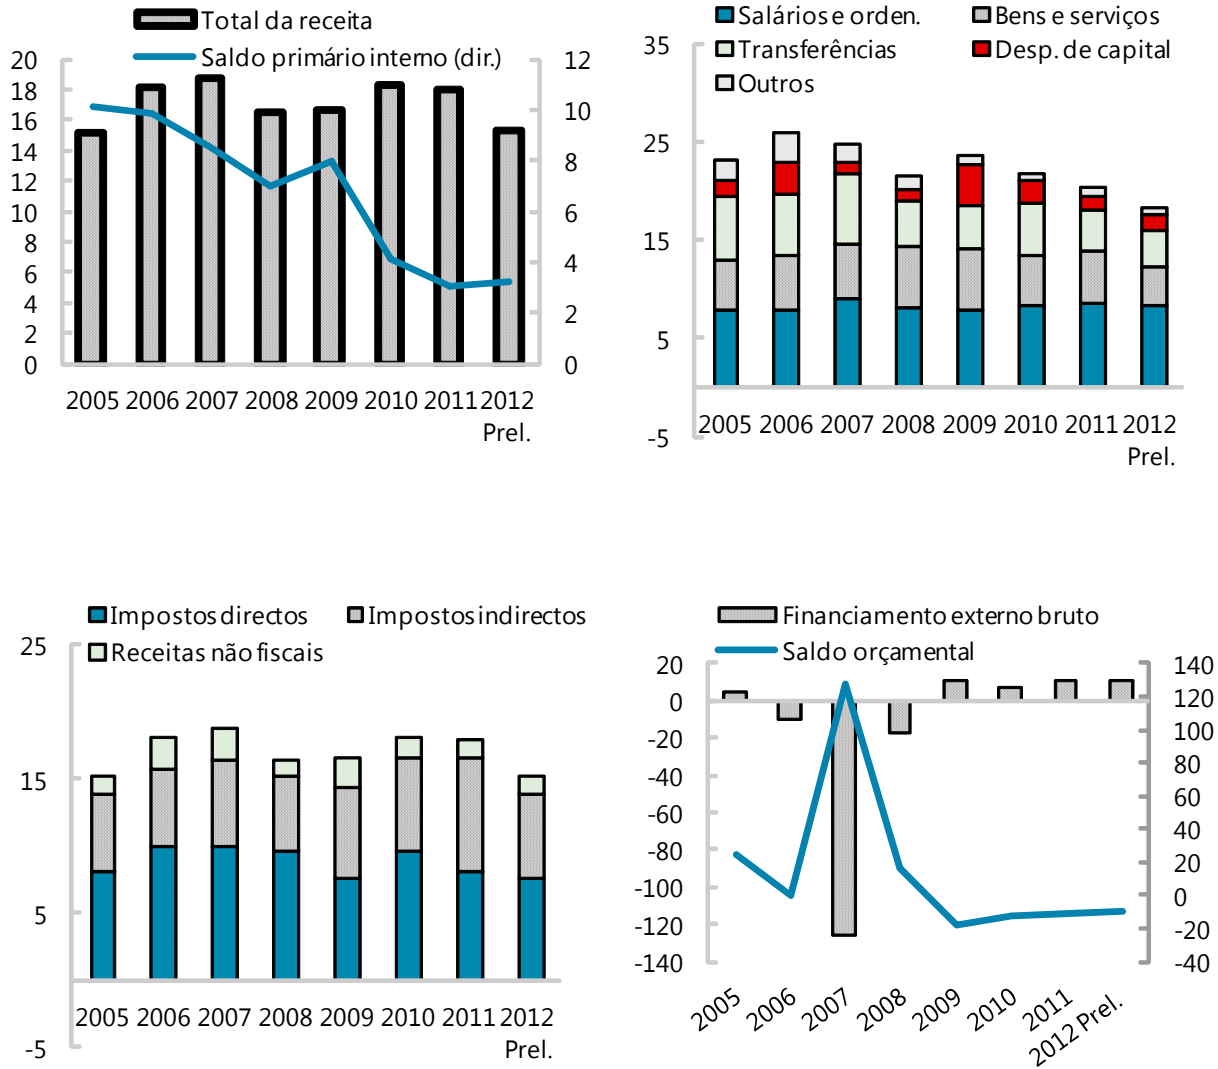 Total da receita
Saldo primário interno (dir.)
20
18
16
14
12
10
8
6
4
2
0
12
10
8
6
4
2
0
2005 2006 2007 2008 2009 2010 2011 2012
Prel.
Salários e orden.
Bens e serviços
Transferências
Desp. de capital
Outros
35
25
15
5
-5
2005 2006 2007 2008 2009 2010 2011 2012
Prel.
Impostos directos
Impostos indirectos
Receitas não fiscais
25
15
5
-5
2005 2006 2007 2008 2009 2010 2011 2012
Prel.
Financiamento externo bruto
Saldo orçamental
20
0
-20
-40
-60
-80
-100
-120
-140
140
120
100
80
60
40
20
0
-20
-40
2005
2006
2007
2008
2009
2010
2011
2012 Prel.